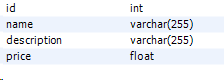 id int
name varchar(255)
description varchar(255)
price float